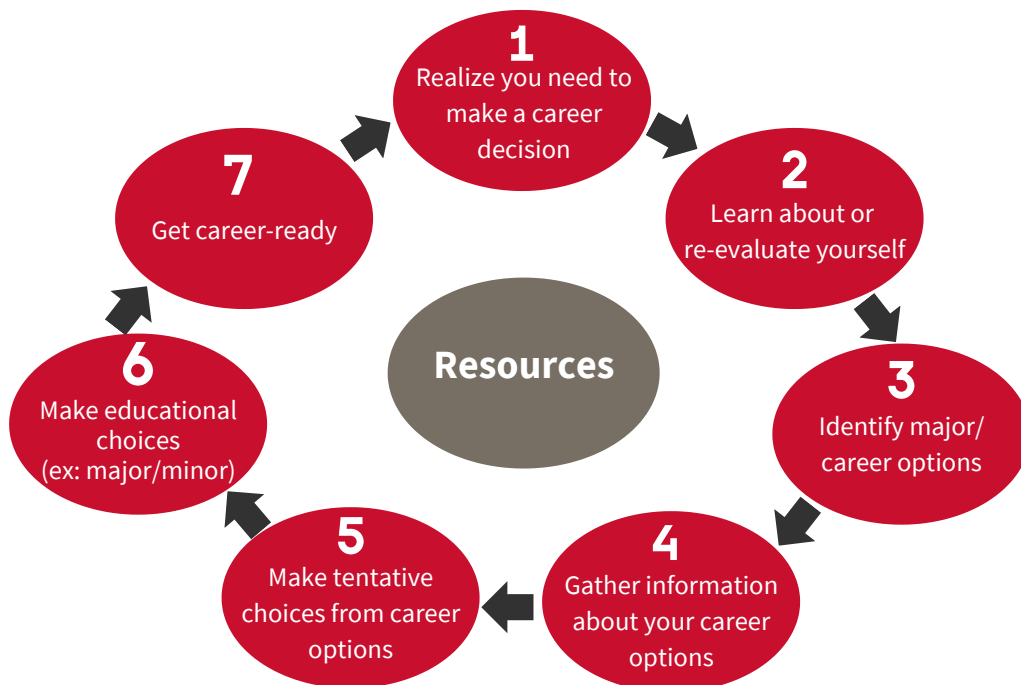 1
Realize you need to
make a career
decision
2
Learn about or
re-evaluate yourself
3
Identify major/
career options
4
Gather information
about your career
options
5
Make tentative
choices from career
options
6
Make educational
choices
(ex: major/minor)
7
Get career-ready
Resources